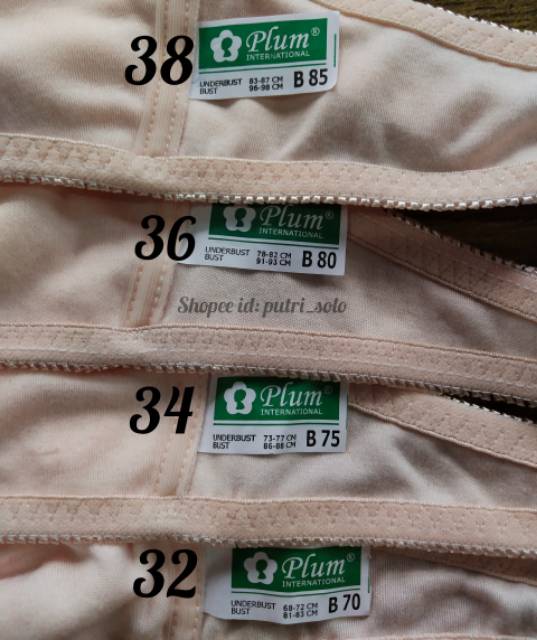 38
Plum®
INTERNATIONAL
UNDERBUST 83-87 CM
BUST 96-98 CM
B 85
36
Plum®
INTERNATIONAL
UNDERBUST 78-82 CM
BUST 91-93 CM
B 80
Shopee id: putri_solo
34
Plum®
INTERNATIONAL
UNDERBUST 73-77 CM
BUST 86-88 CM
B 75
32
Plum®
INTERNATIONAL
UNDERBUST 68-72 CM
BUST 81-83 CM
B 70